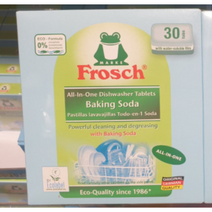 30
MARKE
Frosch®
All-In-One Dishwasher Tablets
Baking Soda
Pastillas lavavajillas Todo en 1 Soda
Powerful cleaning and degreasing
with Baking Soda
ALL-IN-ONE
Eco-Quality since 1986*
0%